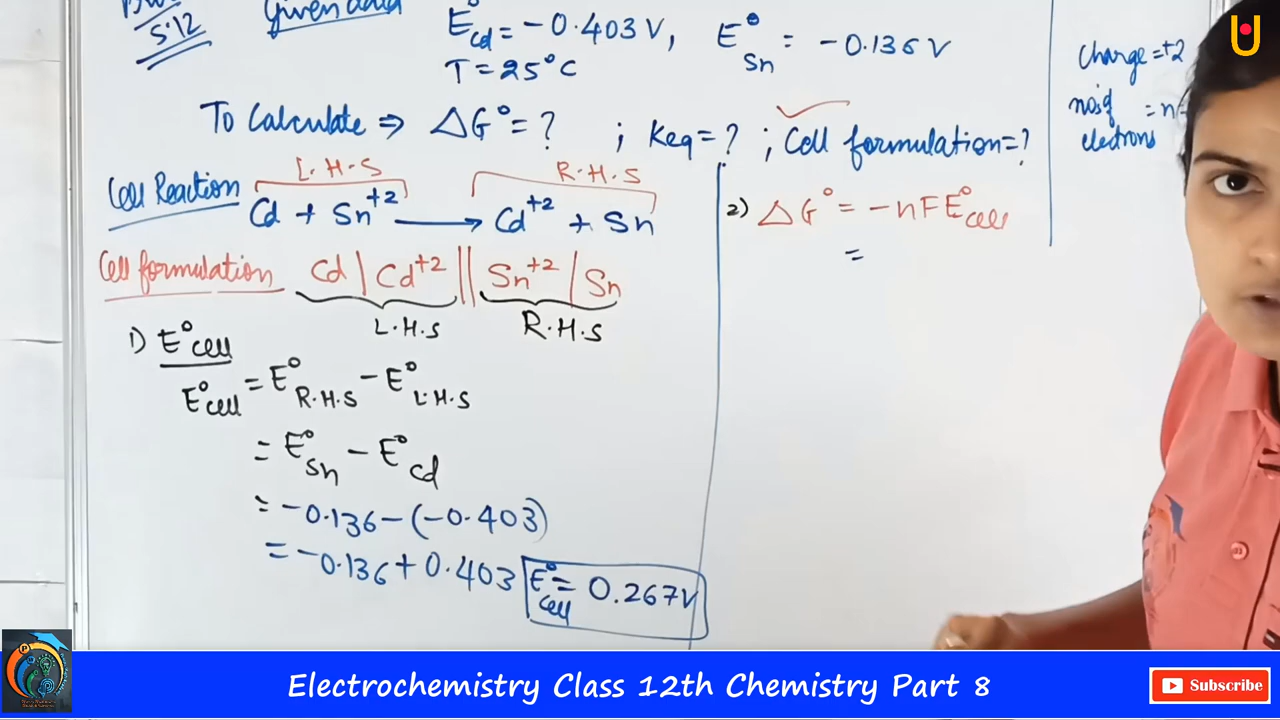 5.12 Given data E°Cd = -0.403 V, E°Sn = -0.136 V
T = 25°C
To Calculate ⇒ ΔG° = ? ; Keq = ? ; Cell formulation = ?
charge = +2
no. of electrons = n
L.H.S R.H.S
Cell Reaction Cd + Sn+2 ⟶ Cd+2 + Sn
Cell formulation Cd | Cd+2 || Sn+2 / Sn
L.H.S R.H.S
1) E°cell
E°cell = E°R.H.S - E°L.H.S
= E°Sn - E°Cd
= -0.136 - (-0.403)
= -0.136 + 0.403 E°cell = 0.267V
2) ΔG° = -nFE°cell
=
Electrochemistry Class 12th Chemistry Part 8
Subscribe